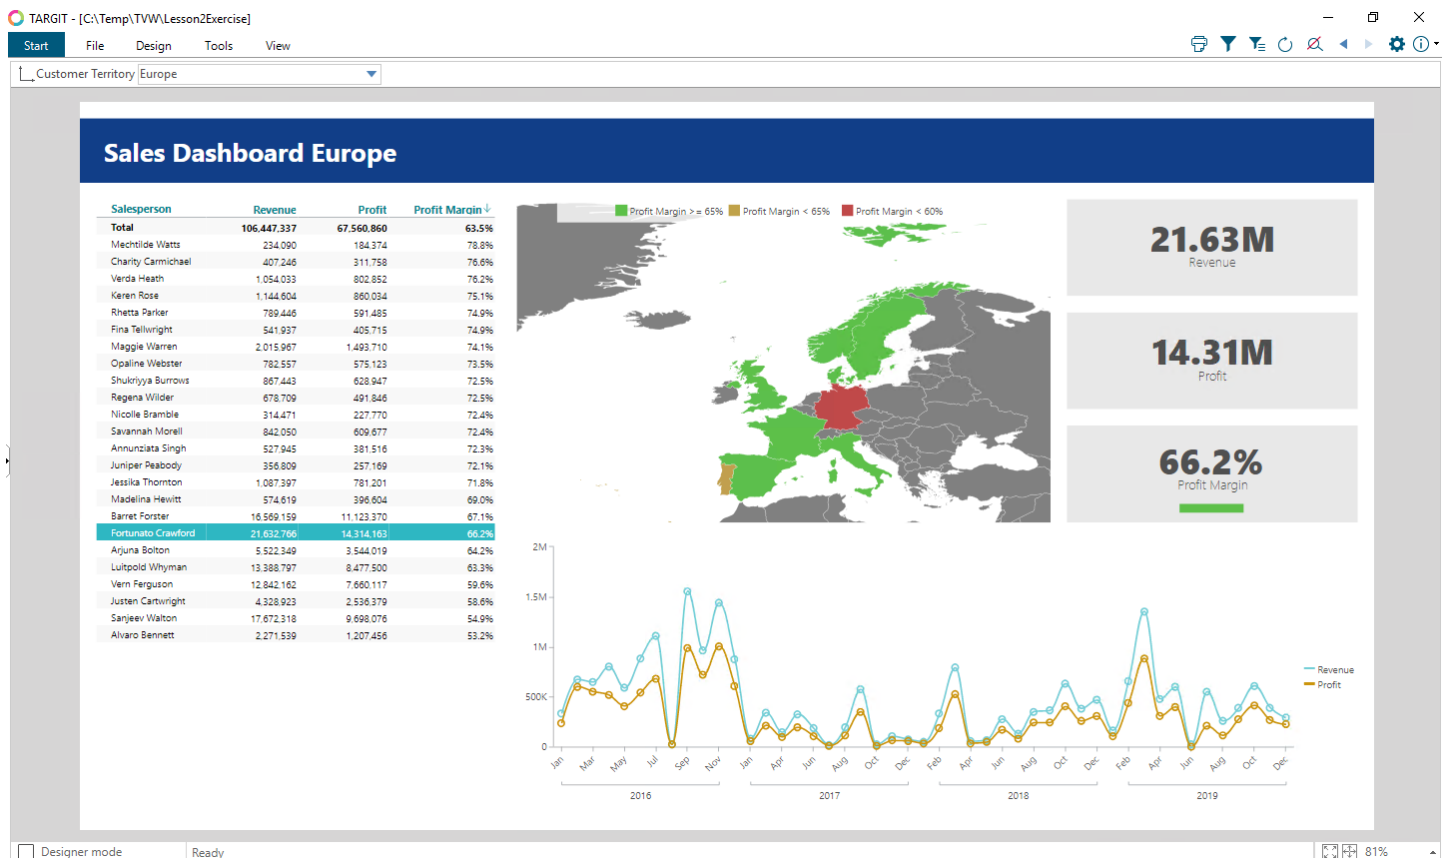 TARGIT - [C:\Temp\TVW\Lesson2Exercise]
Start File Design Tools View
Customer Territory Europe
Sales Dashboard Europe
Salesperson Revenue Profit Profit Margin
Total 106.447,337 67,560,860 63.5%
Mechtilde Watts 234.090 184.374 78.8%
Charity Carmichael 407.246 311.758 76.6%
Verda Heath 1,054.033 802.852 76.2%
Keren Rose 1,144.604 860.034 75.1%
Rhetta Parker 789.446 591.485 74.9%
Fina Tellwright 541.937 405.715 74.9%
Maggie Warren 2.015.967 1,493.710 74.1%
Opaline Webster 782.557 575.123 73.5%
Shukriyya Burrows 867.443 628.947 72.5%
Regena Wilder 678.709 491.846 72.5%
Nicolle Bramble 314.471 227.770 72.4%
Savannah Morell 842.050 609.677 72.4%
Annunziata Singh 527.945 381.516 72.3%
Juniper Peabody 356.809 257.169 72.1%
Jessika Thornton 1,087.397 781.201 71.8%
Madelina Hewitt 574.619 396.604 69.0%
Barret Forster 16.569.159 11,123.370 67.1%
Fortunato Crawford 21,632.766 14,314.163 66.2%
Arjuna Bolton 5.522.349 3.544.019 64.2%
Luitpold Whyman 13.388.797 8,477.500 63.3%
Vern Ferguson 12,842.162 7,660.117 59.6%
Justen Cartwright 4.328.923 2,536.379 58.6%
Sanjeev Walton 17,672.318 9,698.076 54.9%
Alvaro Bennett 2,271.539 1,207.456 53.2%
Profit Margin >= 65% Profit Margin < 65% Profit Margin < 60%
21.63M
Revenue
14.31M
Profit
66.2%
Profit Margin
2M
1.5M
1M
500K
0
Revenue
Profit
Jan Mar May Jul Sep Nov Jan Apr Jun Aug Oct Dec Feb Apr Jun Aug Oct Dec Feb Apr Jun Aug Oct Dec
2016 2017 2018 2019
Designer mode Ready 81%